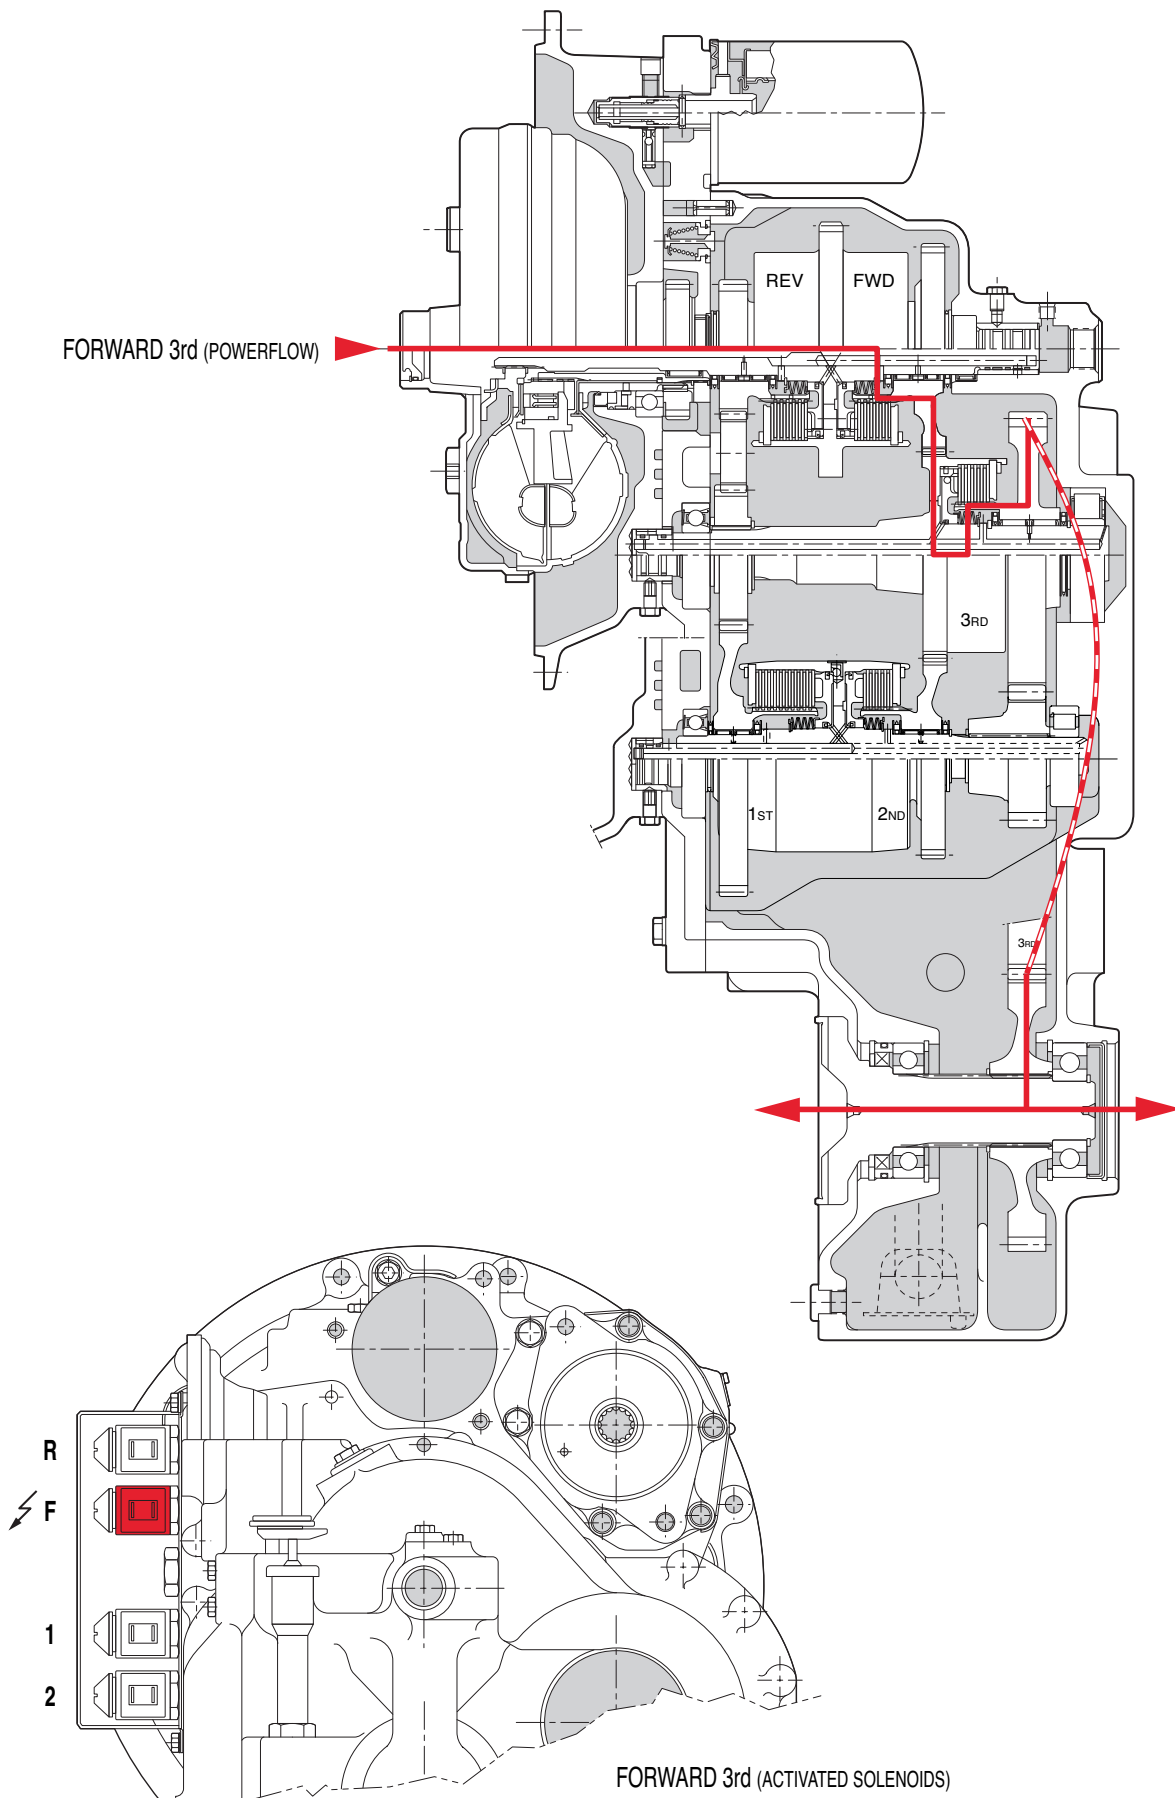 REV FWD
FORWARD 3rd (POWERFLOW)
3RD
1ST 2ND
3RD
R
F
1
2
FORWARD 3rd (ACTIVATED SOLENOIDS)